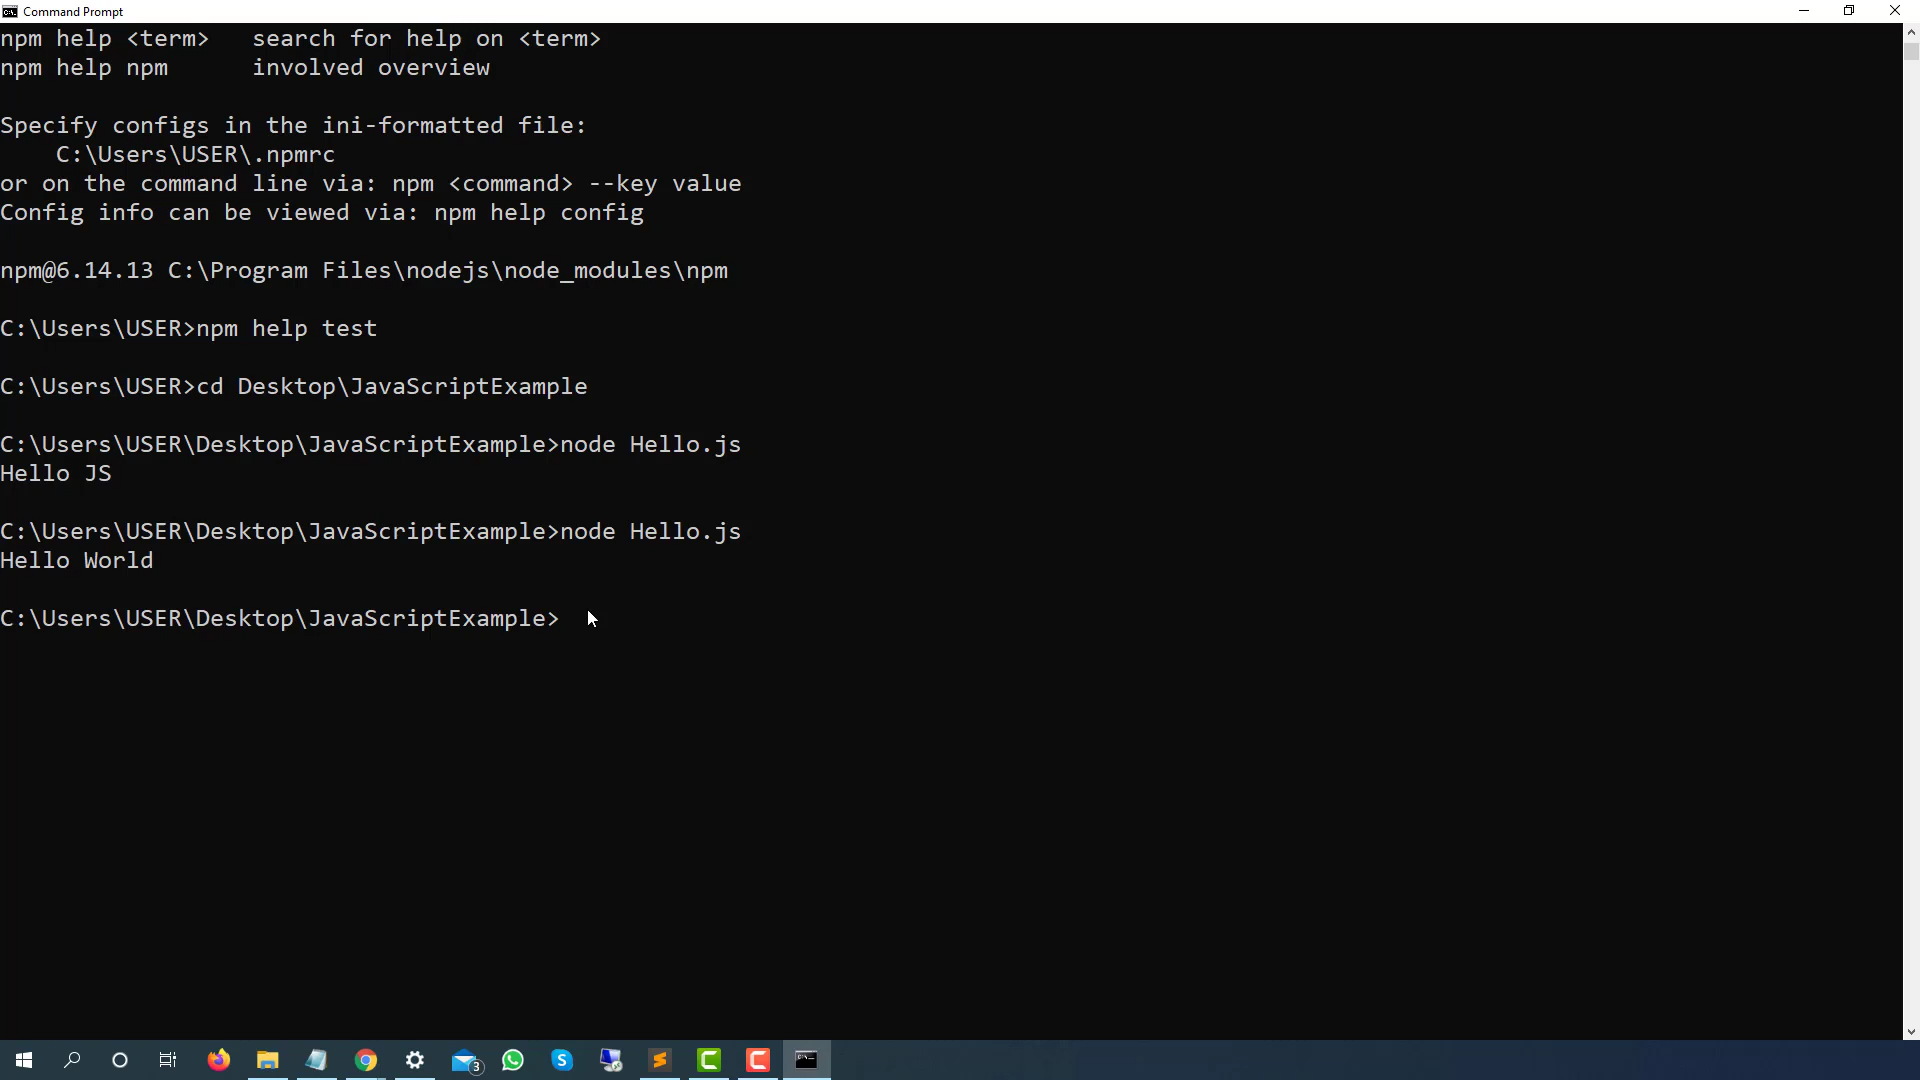 Command Prompt
npm help <term>   search for help on <term>
npm help npm      involved overview
Specify configs in the ini-formatted file:
    C:\Users\USER\.npmrc
or on the command line via: npm <command> --key value
Config info can be viewed via: npm help config
npm@6.14.13 C:\Program Files\nodejs\node_modules\npm
C:\Users\USER>npm help test
C:\Users\USER>cd Desktop\JavaScriptExample
C:\Users\USER\Desktop\JavaScriptExample>node Hello.js
Hello JS
C:\Users\USER\Desktop\JavaScriptExample>node Hello.js
Hello World
C:\Users\USER\Desktop\JavaScriptExample>
3